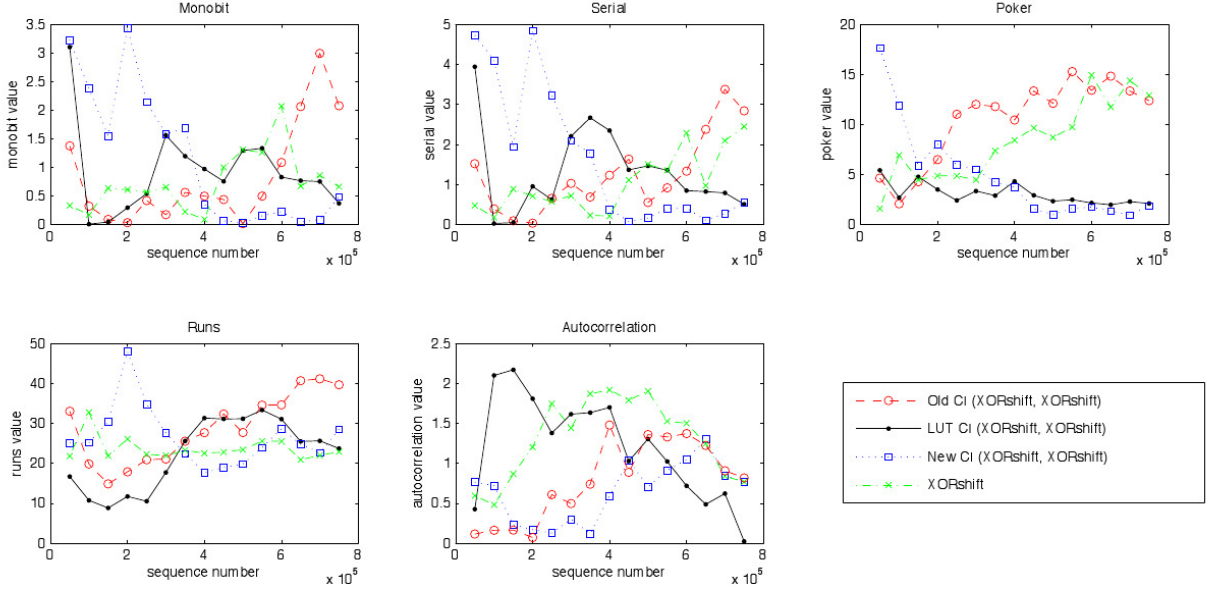 Monobit
3.5
3
2.5
2
1.5
1
0.5
0
monobit value
0 2 4 6 8
sequence number
x 10^5
Serial
5
4
3
2
1
0
serial value
0 2 4 6 8
sequence number
x 10^5
Poker
20
15
10
5
0
poker value
0 2 4 6 8
sequence number
x 10^5
Runs
50
40
30
20
10
0
runs value
0 2 4 6 8
sequence number
x 10^5
Autocorrelation
2.5
2
1.5
1
0.5
0
autocorrelation value
0 2 4 6 8
sequence number
x 10^5
Old CI (XORshift, XORshift)
LUT CI (XORshift, XORshift)
New CI (XORshift, XORshift)
XORshift